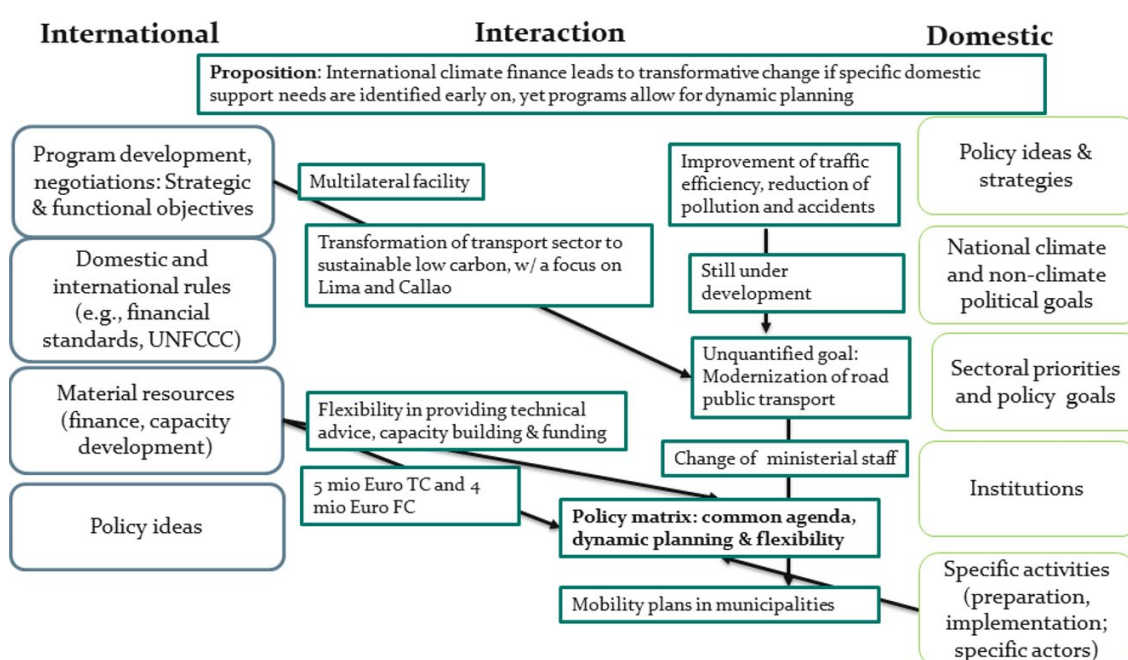 International
Interaction
Domestic
Proposition: International climate finance leads to transformative change if specific domestic
support needs are identified early on, yet programs allow for dynamic planning
Program development,
negotiations: Strategic
& functional objectives
Domestic and
international rules
(e.g., financial
standards, UNFCCC)
Material resources
(finance, capacity
development)
Policy ideas
Multilateral facility
Transformation of transport sector to
sustainable low carbon, w/ a focus on
Lima and Callao
Flexibility in providing technical
advice, capacity building & funding
5 mio Euro TC and 4
mio Euro FC
Improvement of traffic
efficiency, reduction of
pollution and accidents
Still under
development
Unquantified goal:
Modernization of road
public transport
Change of ministerial staff
Policy matrix: common agenda,
dynamic planning & flexibility
Mobility plans in municipalities
Policy ideas &
strategies
National climate
and non-climate
political goals
Sectoral priorities
and policy goals
Institutions
Specific activities
(preparation,
implementation;
specific actors)